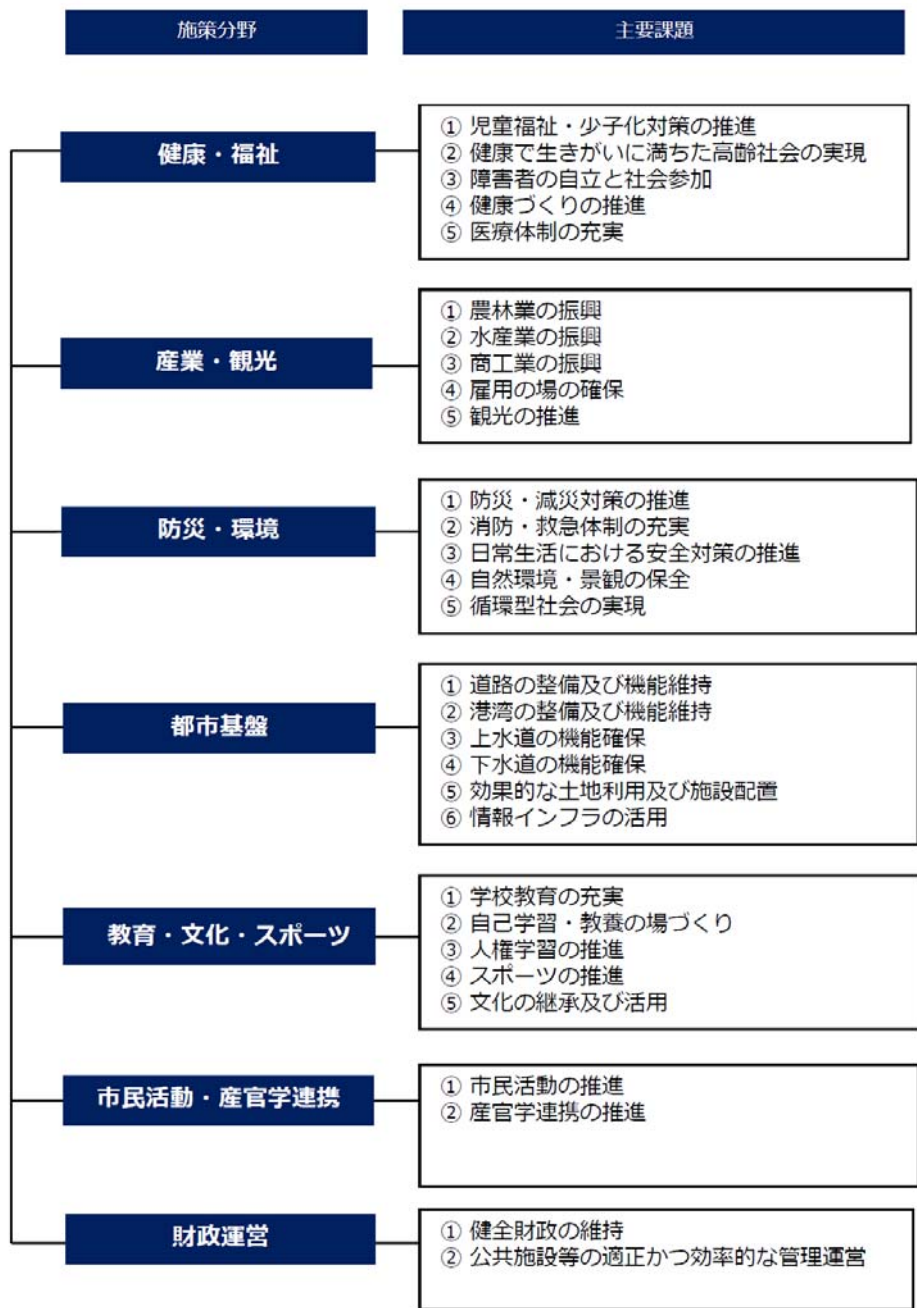 施策分野
主要課題
健康・福祉
① 児童福祉・少子化対策の推進
② 健康で生きがいに満ちた高齢社会の実現
③ 障害者の自立と社会参加
④ 健康づくりの推進
⑤ 医療体制の充実
産業・観光
① 農林業の振興
② 水産業の振興
③ 商工業の振興
④ 雇用の場の確保
⑤ 観光の推進
防災・環境
① 防災・減災対策の推進
② 消防・救急体制の充実
③ 日常生活における安全対策の推進
④ 自然環境・景観の保全
⑤ 循環型社会の実現
都市基盤
① 道路の整備及び機能維持
② 港湾の整備及び機能維持
③ 上水道の機能確保
④ 下水道の機能確保
⑤ 効果的な土地利用及び施設配置
⑥ 情報インフラの活用
教育・文化・スポーツ
① 学校教育の充実
② 自己学習・教養の場づくり
③ 人権学習の推進
④ スポーツの推進
⑤ 文化の継承及び活用
市民活動・産官学連携
① 市民活動の推進
② 産官学連携の推進
財政運営
① 健全財政の維持
② 公共施設等の適正かつ効率的な管理運営